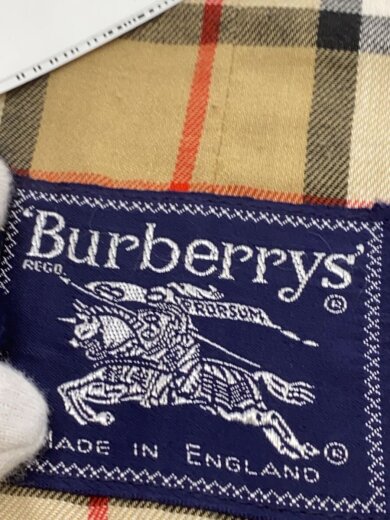 'Burberrys'
REGD.
®
PRORSUM
®
MADE IN ENGLAND